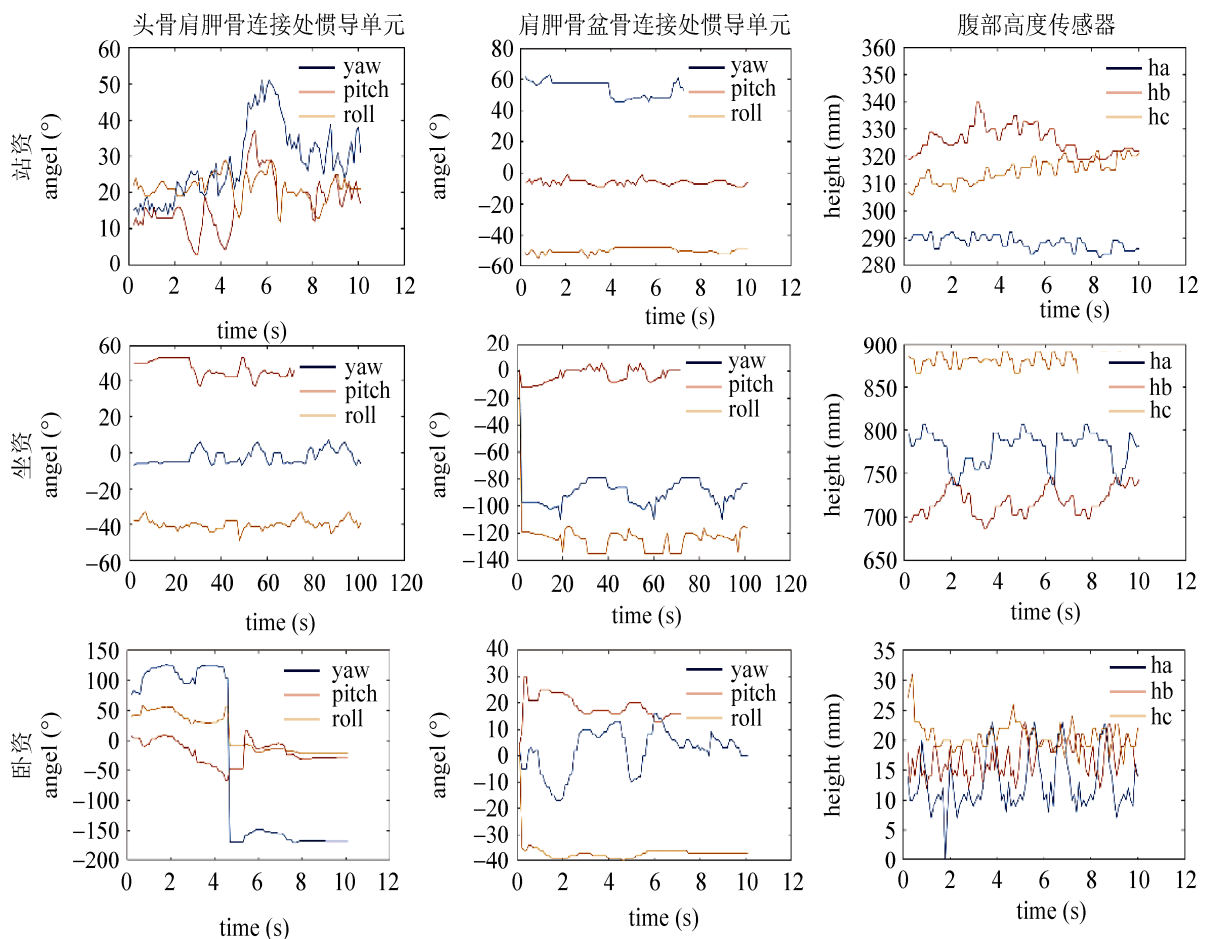 头骨肩胛骨连接处惯导单元
肩胛骨盆骨连接处惯导单元
腹部高度传感器
站资
angel (°)
60
50
40
30
20
10
0
yaw
pitch
roll
0 2 4 6 8 10 12
time (s)
angel (°)
80
60
40
20
0
−20
−40
−60
yaw
pitch
roll
0 2 4 6 8 10 12
time (s)
height (mm)
360
350
340
330
320
310
300
290
280
ha
hb
hc
0 2 4 6 8 10 12
time (s)
坐资
angel (°)
60
40
20
0
−20
−40
−60
yaw
pitch
roll
0 20 40 60 80 100 120
time (s)
angel (°)
20
0
−20
−40
−60
−80
−100
−120
−140
yaw
pitch
roll
0 20 40 60 80 100 120
time (s)
height (mm)
900
850
800
750
700
650
ha
hb
hc
0 2 4 6 8 10 12
time (s)
卧资
angel (°)
150
100
50
0
−50
−100
−150
−200
yaw
pitch
roll
0 2 4 6 8 10 12
time (s)
angel (°)
40
30
20
10
0
−10
−20
−30
−40
yaw
pitch
roll
0 2 4 6 8 10 12
time (s)
height (mm)
35
30
25
20
15
10
5
0
ha
hb
hc
0 2 4 6 8 10 12
time (s)